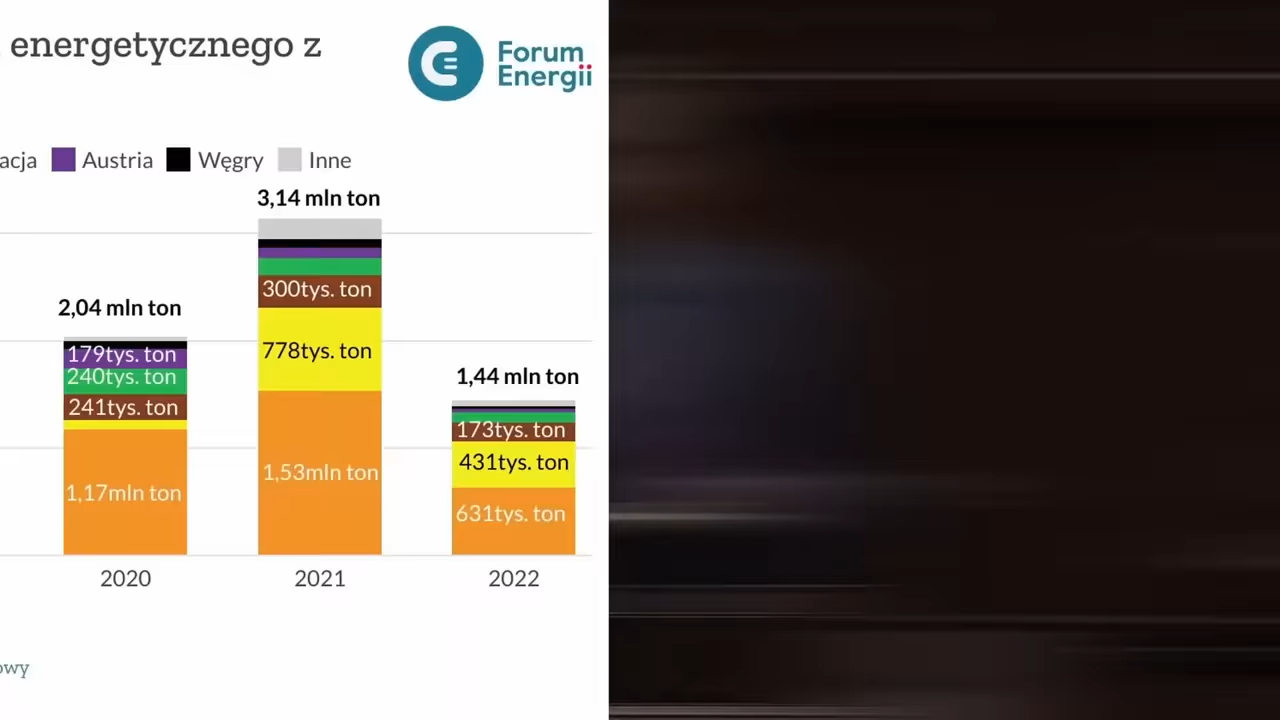 energetycznego z
Forum
Energii
acja Austria Węgry Inne
3,14 mln ton
300tys. ton
2,04 mln ton
778tys. ton
179tys. ton
240tys. ton
1,44 mln ton
241tys. ton
173tys. ton
431tys. ton
1,53mln ton
1,17mln ton
631tys. ton
2020 2021 2022
owy